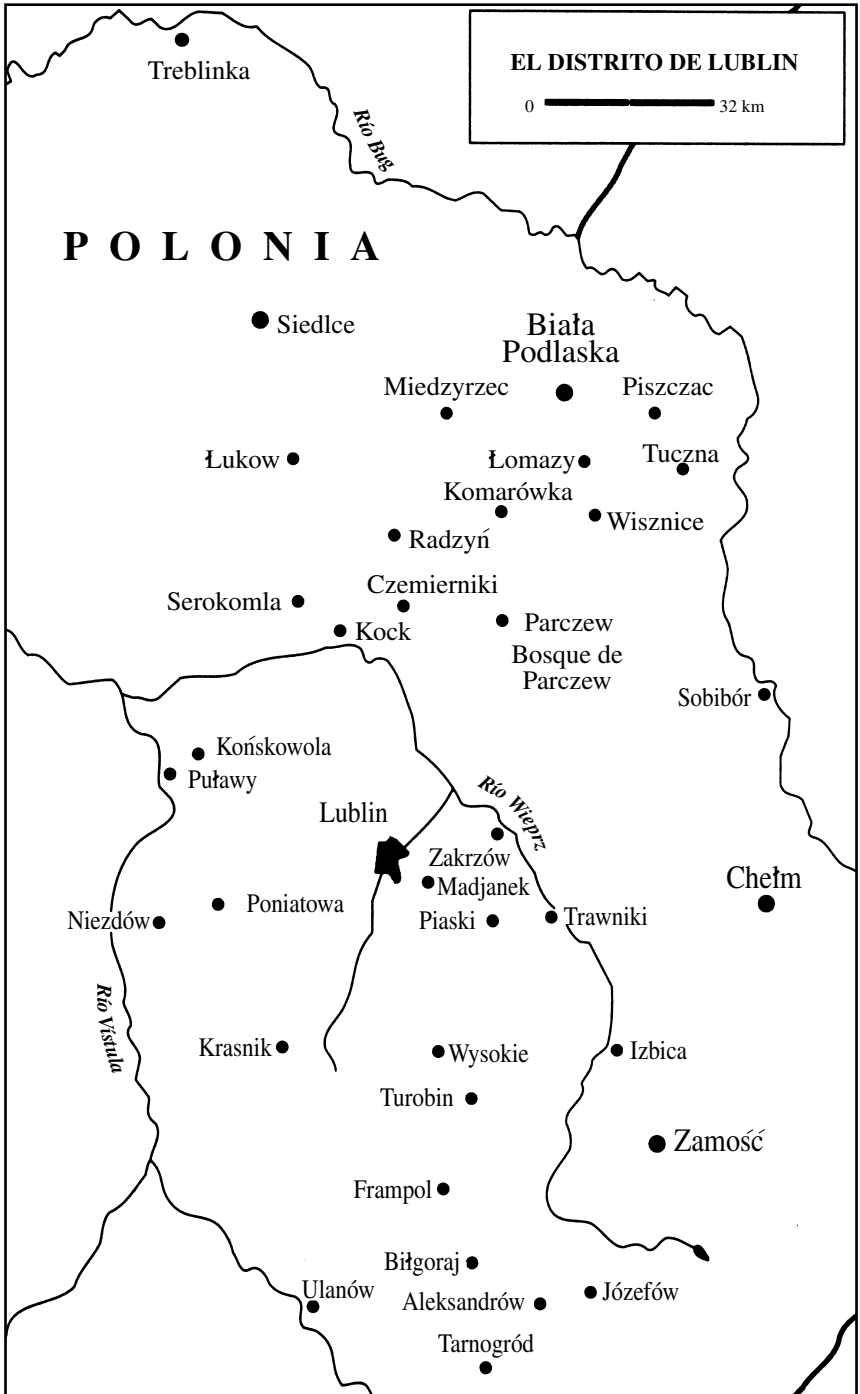 EL DISTRITO DE LUBLIN
0 32 km
Treblinka
Río Bug
POLONIA
Siedlce
Biała
Podlaska
Miedzyrzec
Piszczac
Łukow
Łomazy
Tuczna
Komarówka
Wisznice
Radzyń
Czemierniki
Serokomla
Kock
Parczew
Bosque de
Parczew
Sobibór
Końskowola
Puławy
Río Wieprz
Lublin
Zakrzów
Madjanek
Chełm
Poniatowa
Niezdów
Piaski
Trawniki
Río Vístula
Krasnik
Wysokie
Izbica
Turobin
Zamość
Frampol
Biłgoraj
Ulanów
Aleksandrów
Józefów
Tarnogród